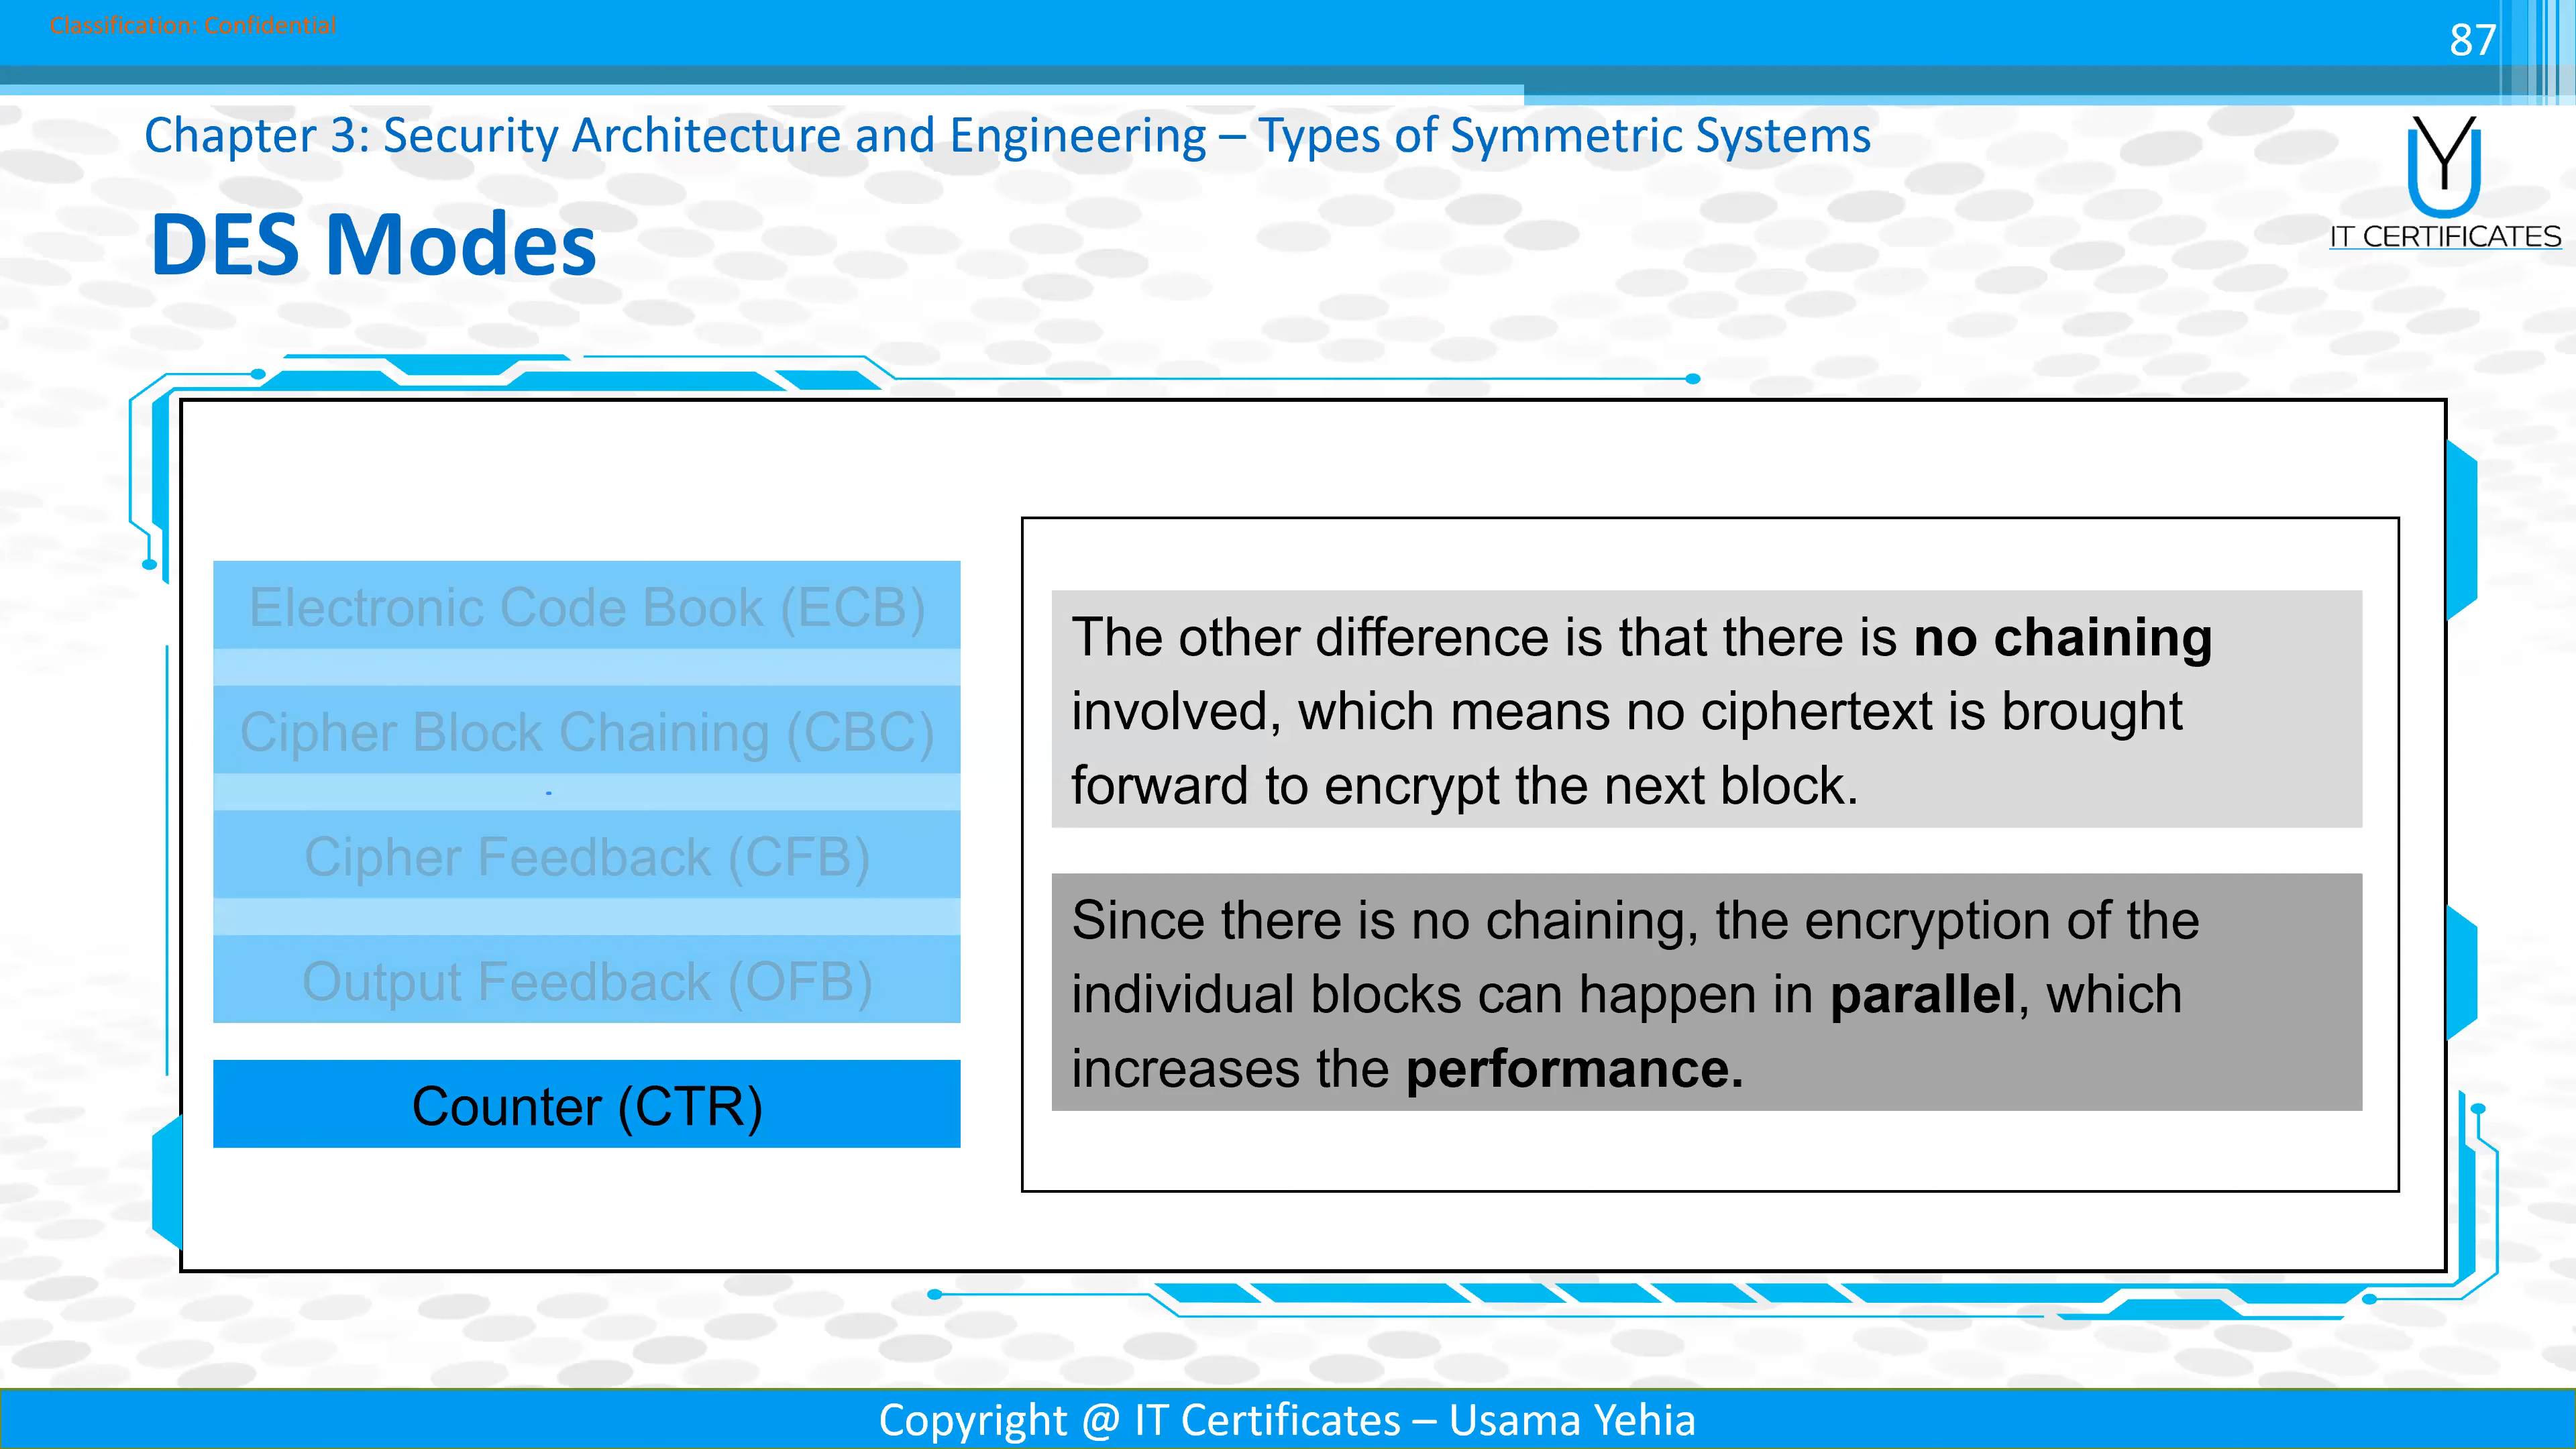 Classification: Confidential
87
Chapter 3: Security Architecture and Engineering – Types of Symmetric Systems
DES Modes
UY
IT CERTIFICATES
Electronic Code Book (ECB)
Cipher Block Chaining (CBC)
Cipher Feedback (CFB)
Output Feedback (OFB)
Counter (CTR)
The other difference is that there is no chaining
involved, which means no ciphertext is brought
forward to encrypt the next block.
Since there is no chaining, the encryption of the
individual blocks can happen in parallel, which
increases the performance.
Copyright @ IT Certificates – Usama Yehia